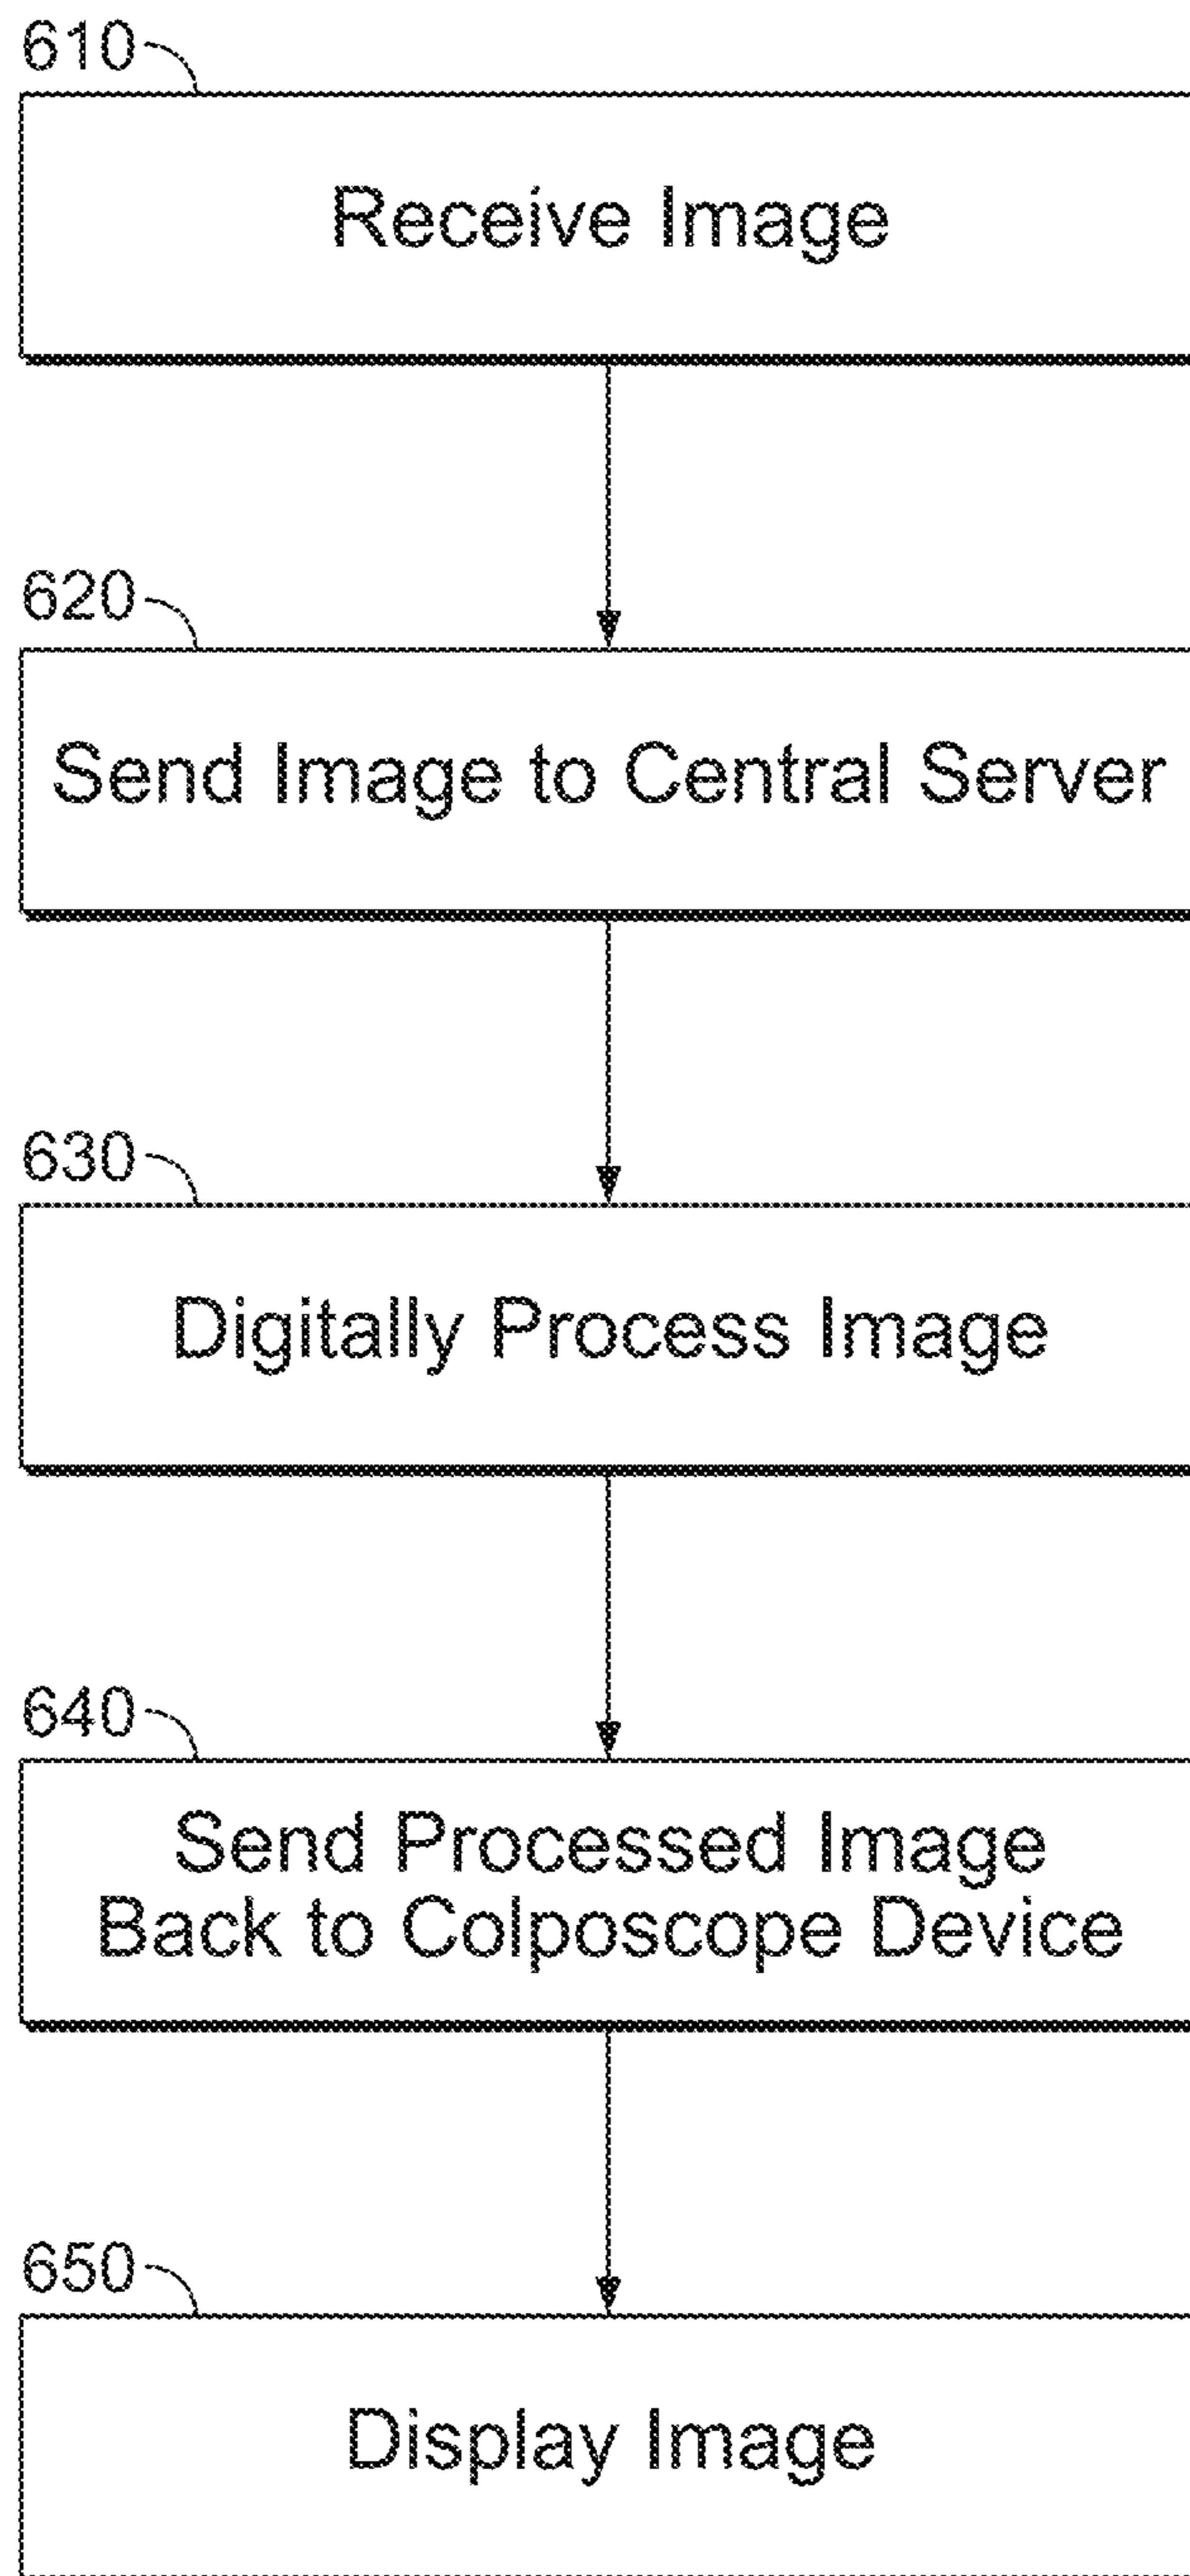 610
Receive Image
620
Send Image to Central Server
630
Digitally Process Image
640
Send Processed Image
Back to Colposcope Device
650
Display Image